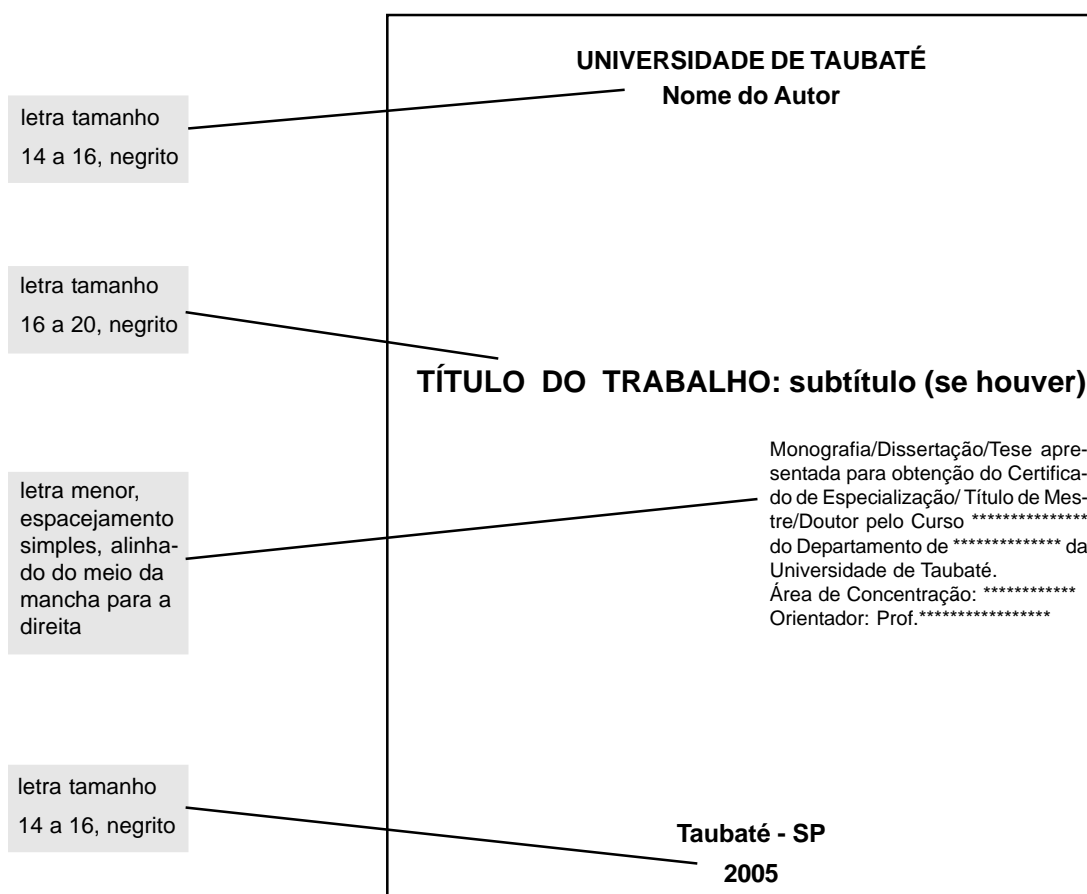 UNIVERSIDADE DE TAUBATÉ
Nome do Autor
letra tamanho
14 a 16, negrito
letra tamanho
16 a 20, negrito
TÍTULO DO TRABALHO: subtítulo (se houver)
Monografia/Dissertação/Tese apre-
sentada para obtenção do Certifica-
do de Especialização/ Título de Mes-
tre/Doutor pelo Curso ***************
do Departamento de ************** da
Universidade de Taubaté.
Área de Concentração: ************
Orientador: Prof.*****************
letra menor,
espacejamento
simples, alinha-
do do meio da
mancha para a
direita
letra tamanho
14 a 16, negrito
Taubaté - SP
2005